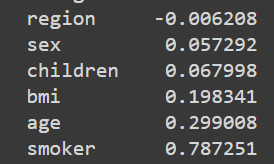 region -0.006208
sex 0.057292
children 0.067998
bmi 0.198341
age 0.299008
smoker 0.787251